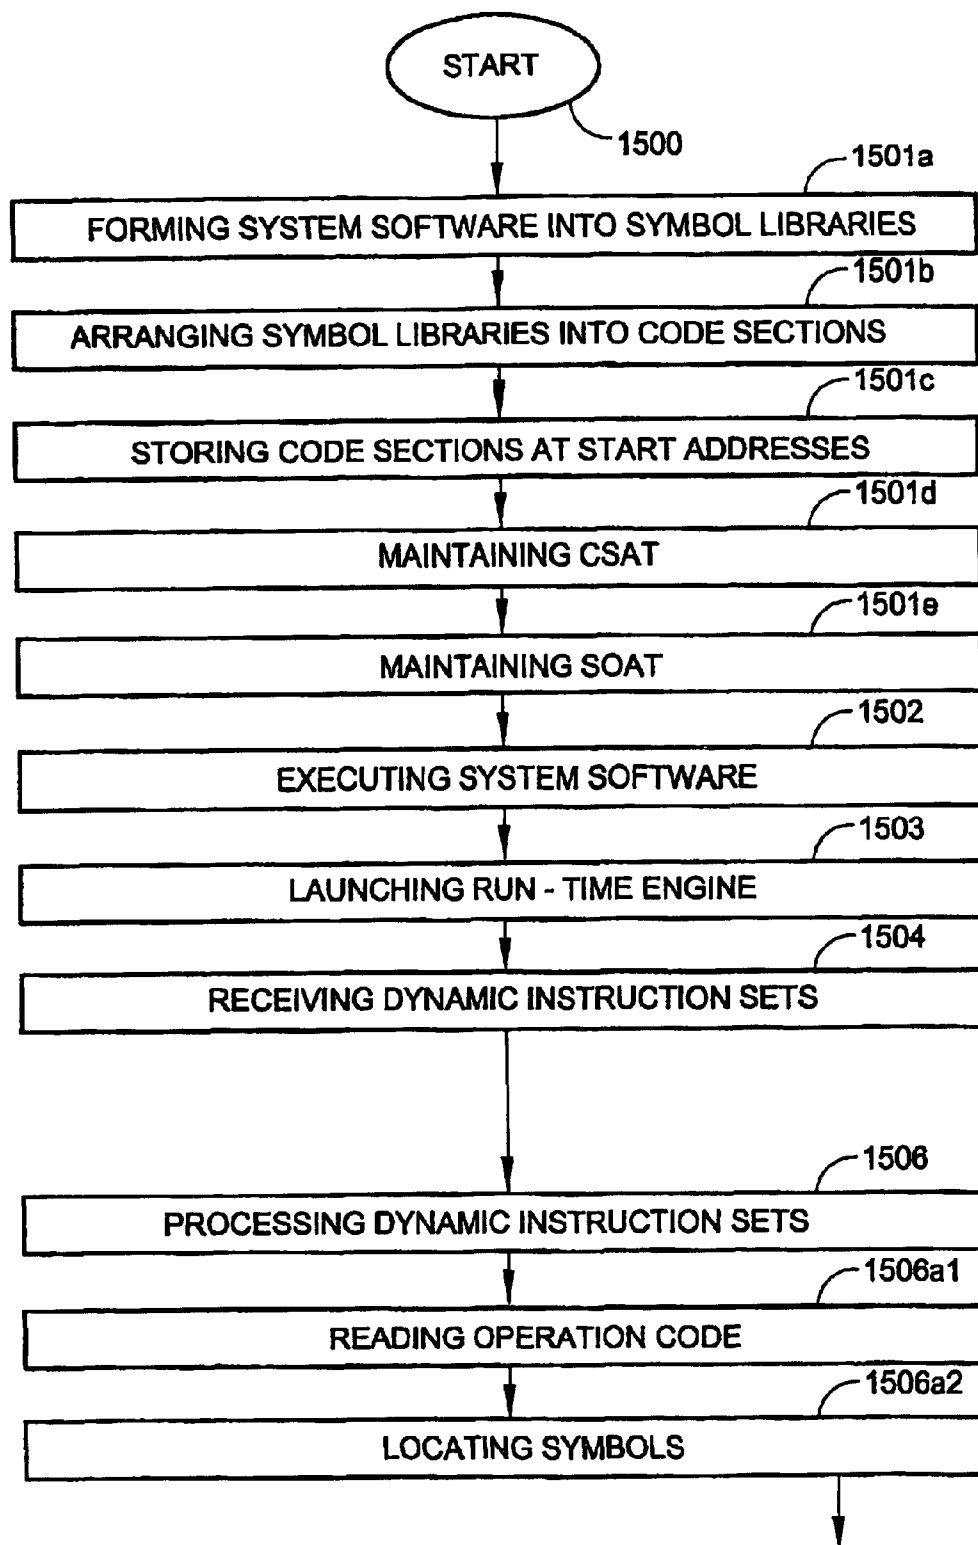 START
1500
1501a
FORMING SYSTEM SOFTWARE INTO SYMBOL LIBRARIES
1501b
ARRANGING SYMBOL LIBRARIES INTO CODE SECTIONS
1501c
STORING CODE SECTIONS AT START ADDRESSES
1501d
MAINTAINING CSAT
1501e
MAINTAINING SOAT
1502
EXECUTING SYSTEM SOFTWARE
1503
LAUNCHING RUN - TIME ENGINE
1504
RECEIVING DYNAMIC INSTRUCTION SETS
1506
PROCESSING DYNAMIC INSTRUCTION SETS
1506a1
READING OPERATION CODE
1506a2
LOCATING SYMBOLS